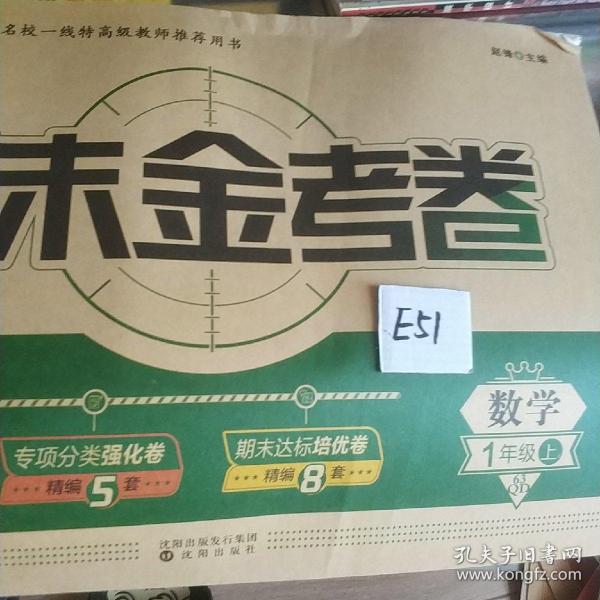 名校一线特高级教师推荐用书
赵锋 主编
末金考卷
E51
数学
1年级 上
63
QD
专项分类强化卷
精编5套
期末达标培优卷
精编8套
沈阳出版发行集团
沈阳出版社
孔夫子旧书网
www.kongfz.com